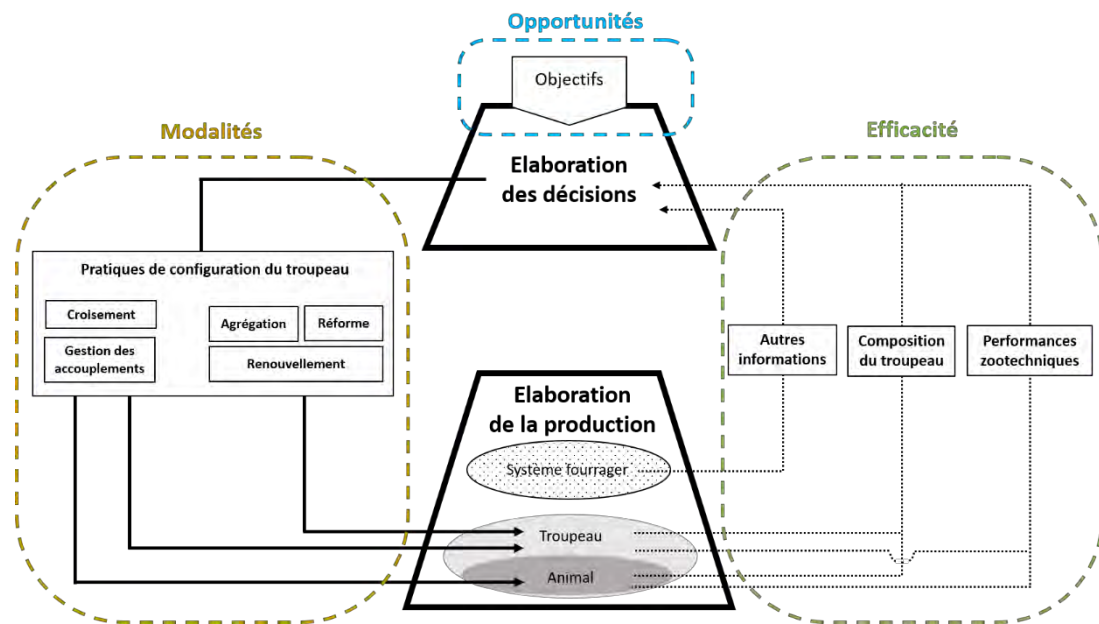 Opportunités
Objectifs
Modalités
Efficacité
Elaboration
des décisions
Pratiques de configuration du troupeau
Croisement
Agrégation
Réforme
Gestion des
accouplements
Renouvellement
Autres
informations
Composition
du troupeau
Performances
zootechniques
Elaboration
de la production
Système fourrager
Troupeau
Animal